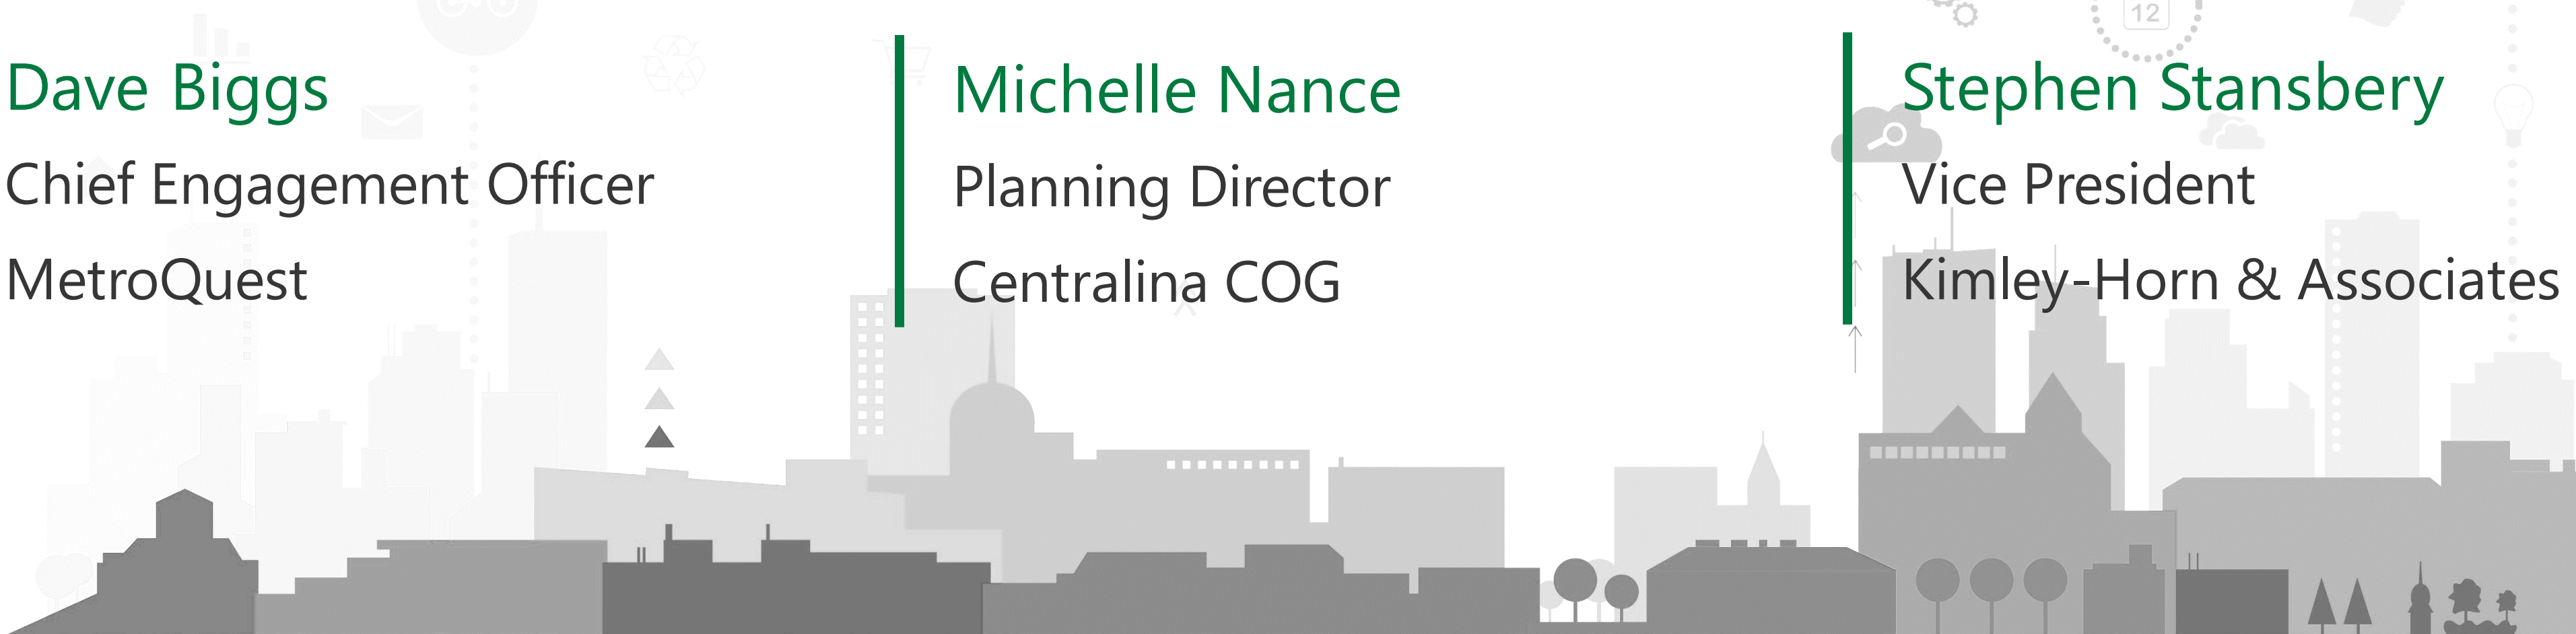 12
Dave Biggs
Chief Engagement Officer
MetroQuest
Michelle Nance
Planning Director
Centralina COG
Stephen Stansbery
Vice President
Kimley-Horn & Associates